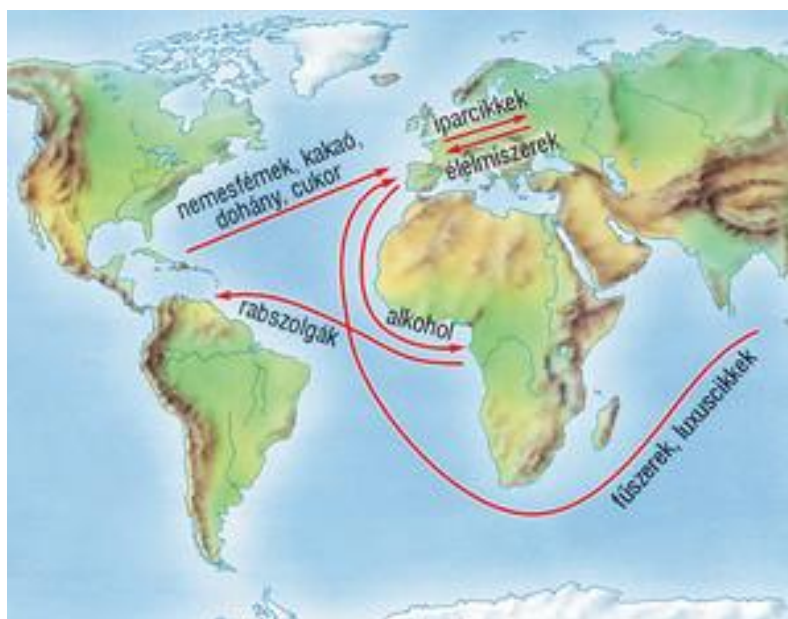 iparcikkek
élelmiszerek
nemesfémek, kakaó,
dohány, cukor
alkohol
rabszolgák
fűszerek, luxuscikkek